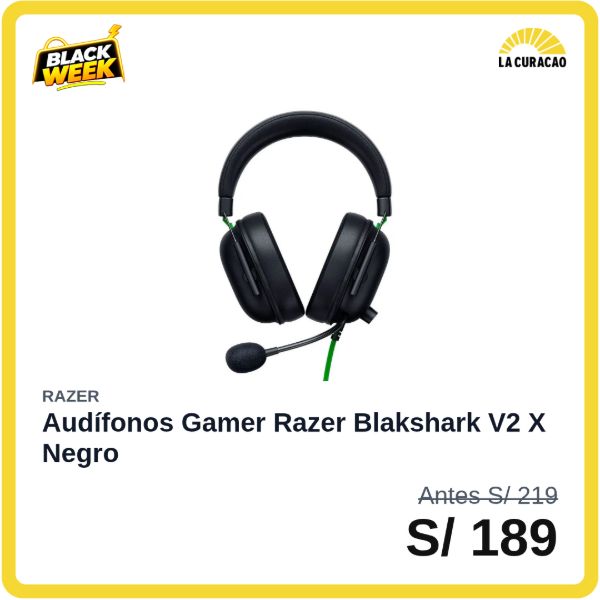 BLACK
WEEK
LA CURACAO
RAZER
Audífonos Gamer Razer Blakshark V2 X
Negro
Antes S/ 219
S/ 189